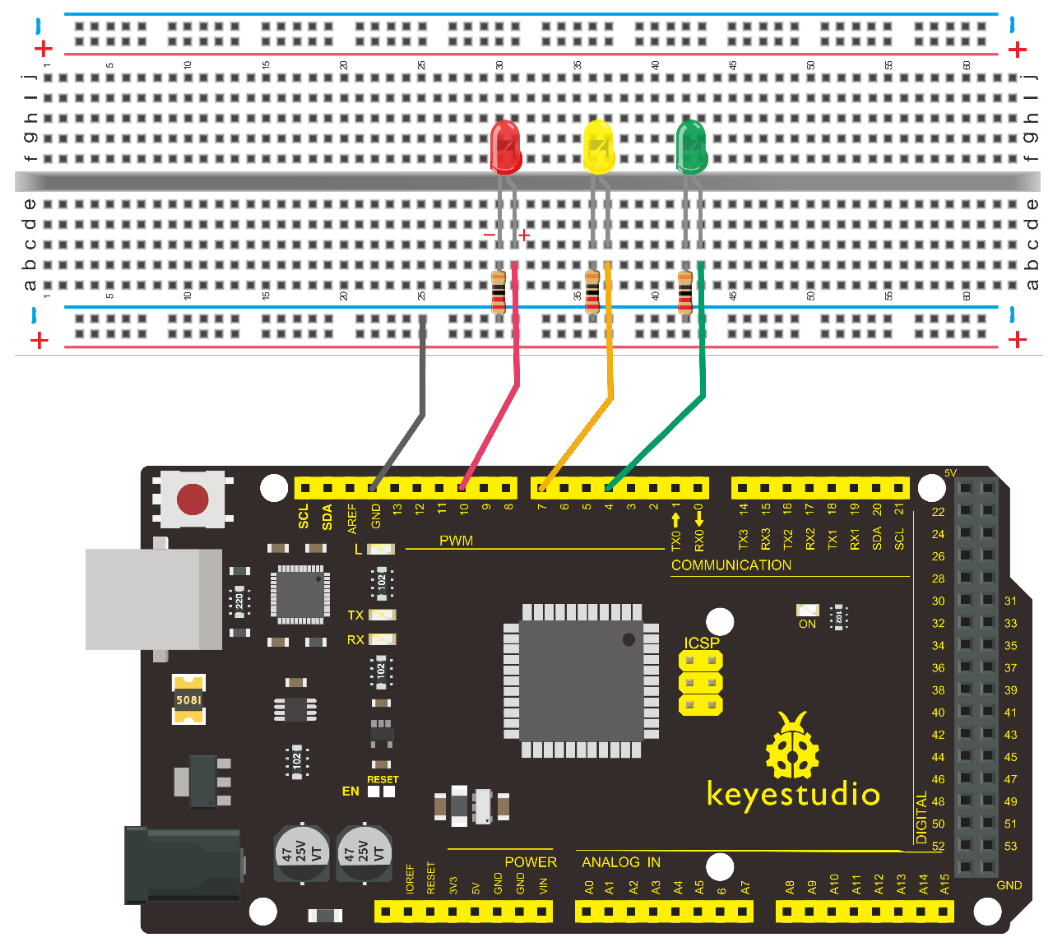 − −
+ +
1 5 10 15 20 25 30 35 40 45 50 55 60
j j
I I
h h
g g
f f
e e
d d
c c
b b
a a
− +
1 5 10 15 20 25 30 35 40 45 50 55 60
− −
+ +
SCL SDA AREF GND 13 12 11 10 9 8 7 6 5 4 3 2 TX0 1 RX0 0 TX3 14 RX3 15 TX2 16 RX2 17 TX1 18 RX1 19 SDA 20 SCL 21
5V
L PWM
COMMUNICATION
22
24
26
28
30 31
32 33
34 35
36 37
38 39
40 41
42 43
44 45
46 47
48 49
50 51
52 53
GND
DIGITAL
220
102
TX
RX
102
ON
102
ICSP
5081
102
RESET
EN
keyestudio
47 25V VT
47 25V VT
POWER ANALOG IN
IOREF RESET 3V3 5V GND GND VIN A0 A1 A2 A3 A4 A5 6 A7 A8 A9 A10 A11 A12 A13 A14 A15